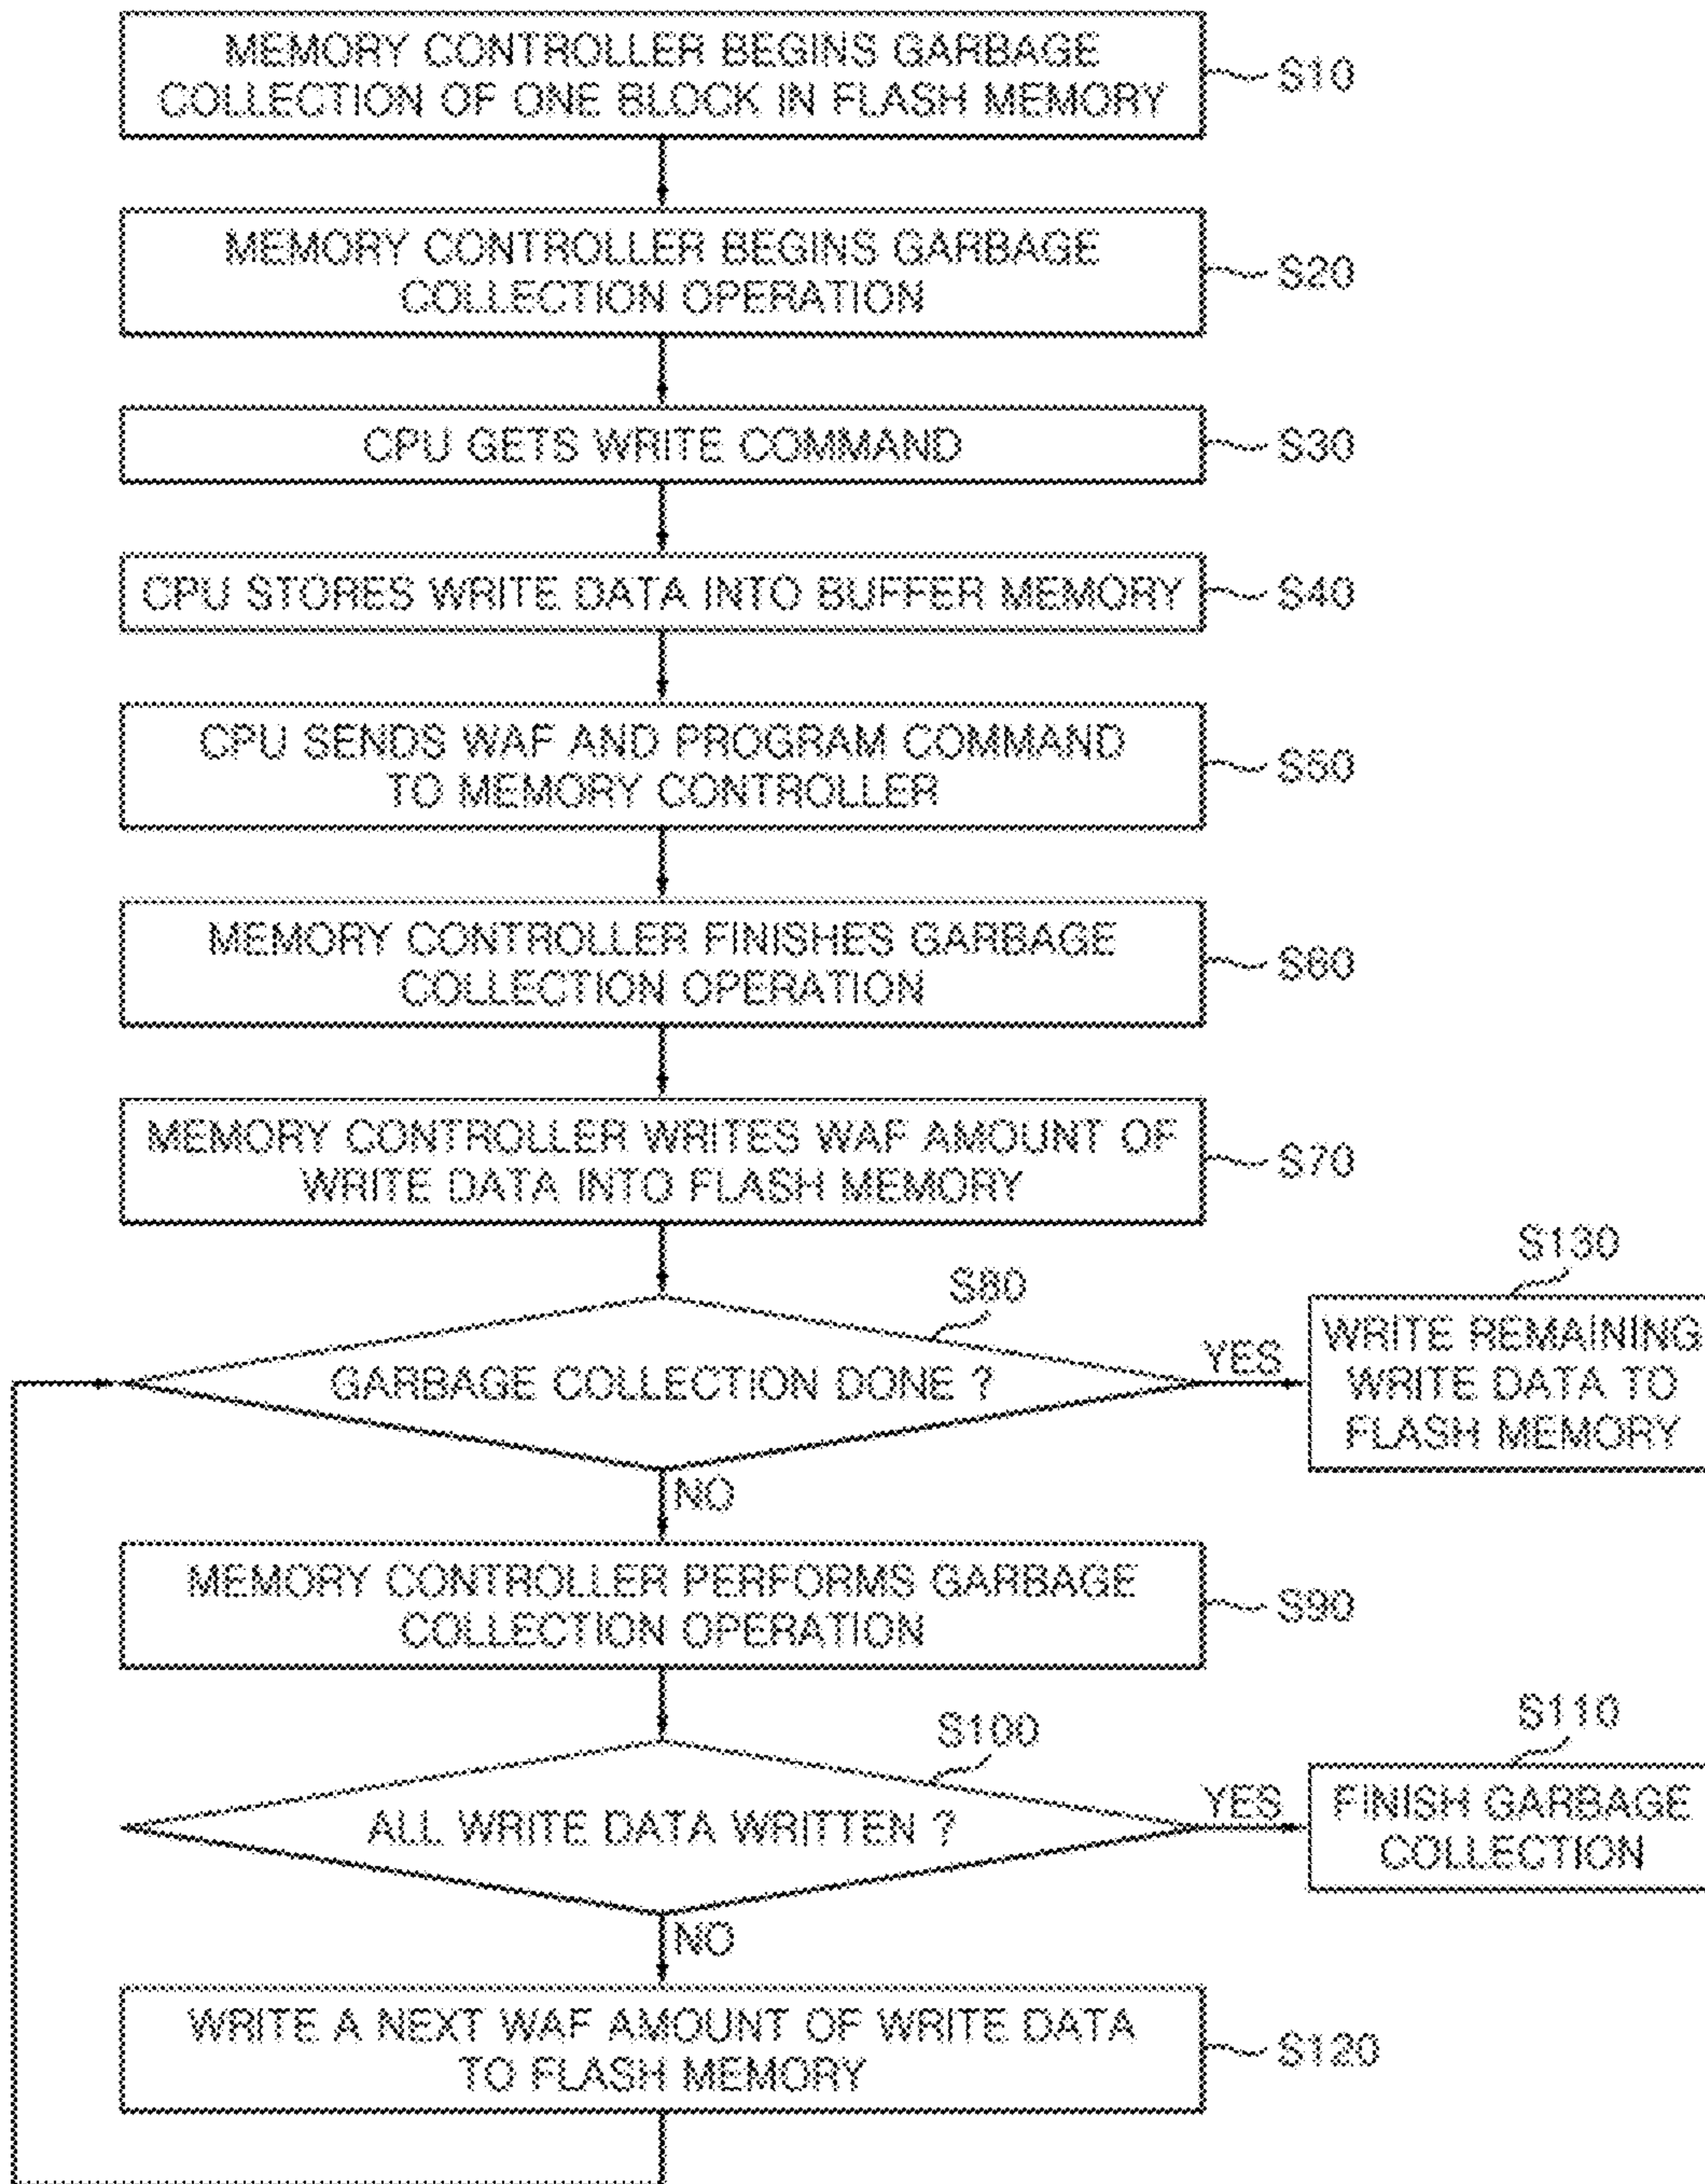 MEMORY CONTROLLER BEGINS GARBAGE
COLLECTION OF ONE BLOCK IN FLASH MEMORY
S10
MEMORY CONTROLLER BEGINS GARBAGE
COLLECTION OPERATION
S20
CPU GETS WRITE COMMAND
S30
CPU STORES WRITE DATA INTO BUFFER MEMORY
S40
CPU SENDS WAF AND PROGRAM COMMAND
TO MEMORY CONTROLLER
S50
MEMORY CONTROLLER FINISHES GARBAGE
COLLECTION OPERATION
S60
MEMORY CONTROLLER WRITES WAF AMOUNT OF
WRITE DATA INTO FLASH MEMORY
S70
S80
GARBAGE COLLECTION DONE ?
YES
S130
WRITE REMAINING
WRITE DATA TO
FLASH MEMORY
NO
MEMORY CONTROLLER PERFORMS GARBAGE
COLLECTION OPERATION
S90
S100
ALL WRITE DATA WRITTEN ?
YES
S110
FINISH GARBAGE
COLLECTION
NO
WRITE A NEXT WAF AMOUNT OF WRITE DATA
TO FLASH MEMORY
S120